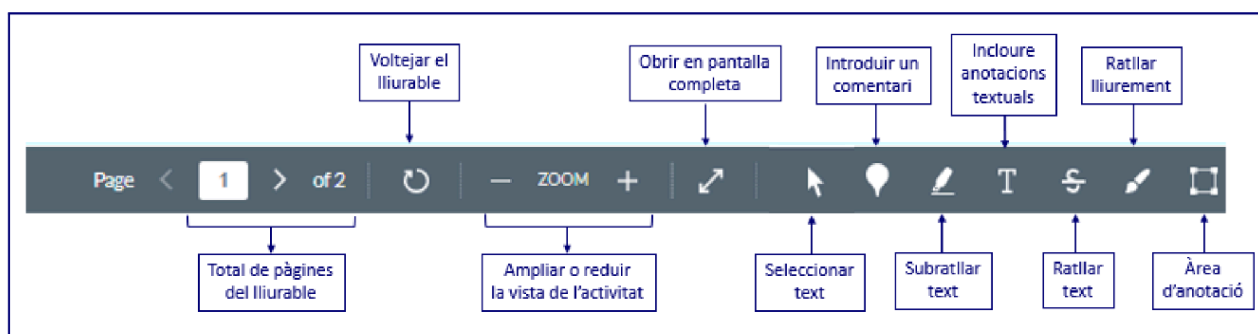 Voltejar el
lliurable
Obrir en pantalla
completa
Introduir un
comentari
Incloure
anotacions
textuals
Ratllar
lliurement
Page 1 of 2 ZOOM T S
Total de pàgines
del lliurable
Ampliar o reduir
la vista de l'activitat
Seleccionar
text
Subratllar
text
Ratllar
text
Àrea
d'anotació